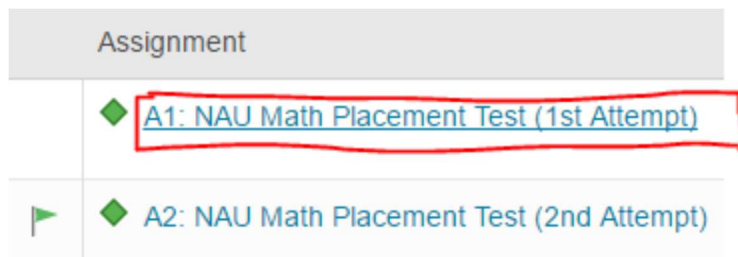 Assignment
A1: NAU Math Placement Test (1st Attempt)
A2: NAU Math Placement Test (2nd Attempt)